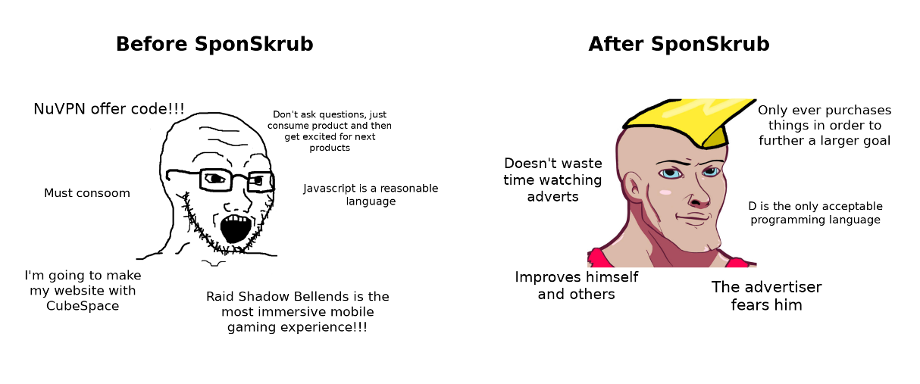 Before SponSkrub
NuVPN offer code!!!
Don't ask questions, just
consume product and then
get excited for next
products
Must consoom
Javascript is a reasonable
language
I'm going to make
my website with
CubeSpace
Raid Shadow Bellends is the
most immersive mobile
gaming experience!!!
After SponSkrub
Only ever purchases
things in order to
further a larger goal
Doesn't waste
time watching
adverts
D is the only acceptable
programming language
Improves himself
and others
The advertiser
fears him